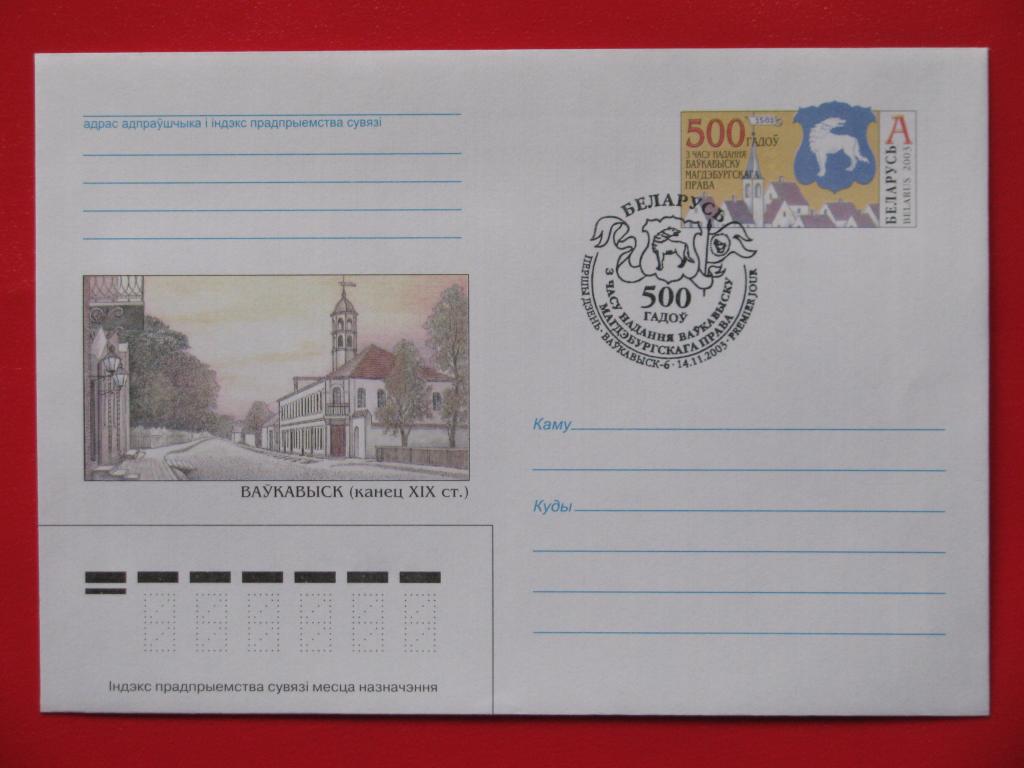 адрас адпраўшчыка і індэкс прадпрыемства сувязі
1503
500 ГАДОЎ
З ЧАСУ НАДАННЯ
ВАЎКАВЫСКУ
МАГДЭБУРГСКАГА
ПРАВА
А
БЕЛАРУСЬ
BELARUS 2003
БЕЛАРУСЬ
500
ГАДОЎ
З ЧАСУ НАДАННЯ ВАЎКАВЫСКУ
МАГДЭБУРГСКАГА ПРАВА
ПЕРШЫ ДЗЕНЬ · ВАЎКАВЫСК-6 · 14.11.2003 · PREMIER JOUR
ВАЎКАВЫСК (канец XIX ст.)
Каму
Куды
Індэкс прадпрыемства сувязі месца назначэння